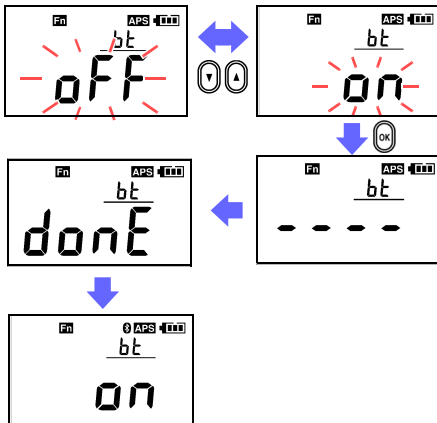 Fn APS
bt
oFF
Fn APS
bt
on
OK
Fn APS
bt
donE
Fn APS
bt
- - - -
Fn APS
bt
on